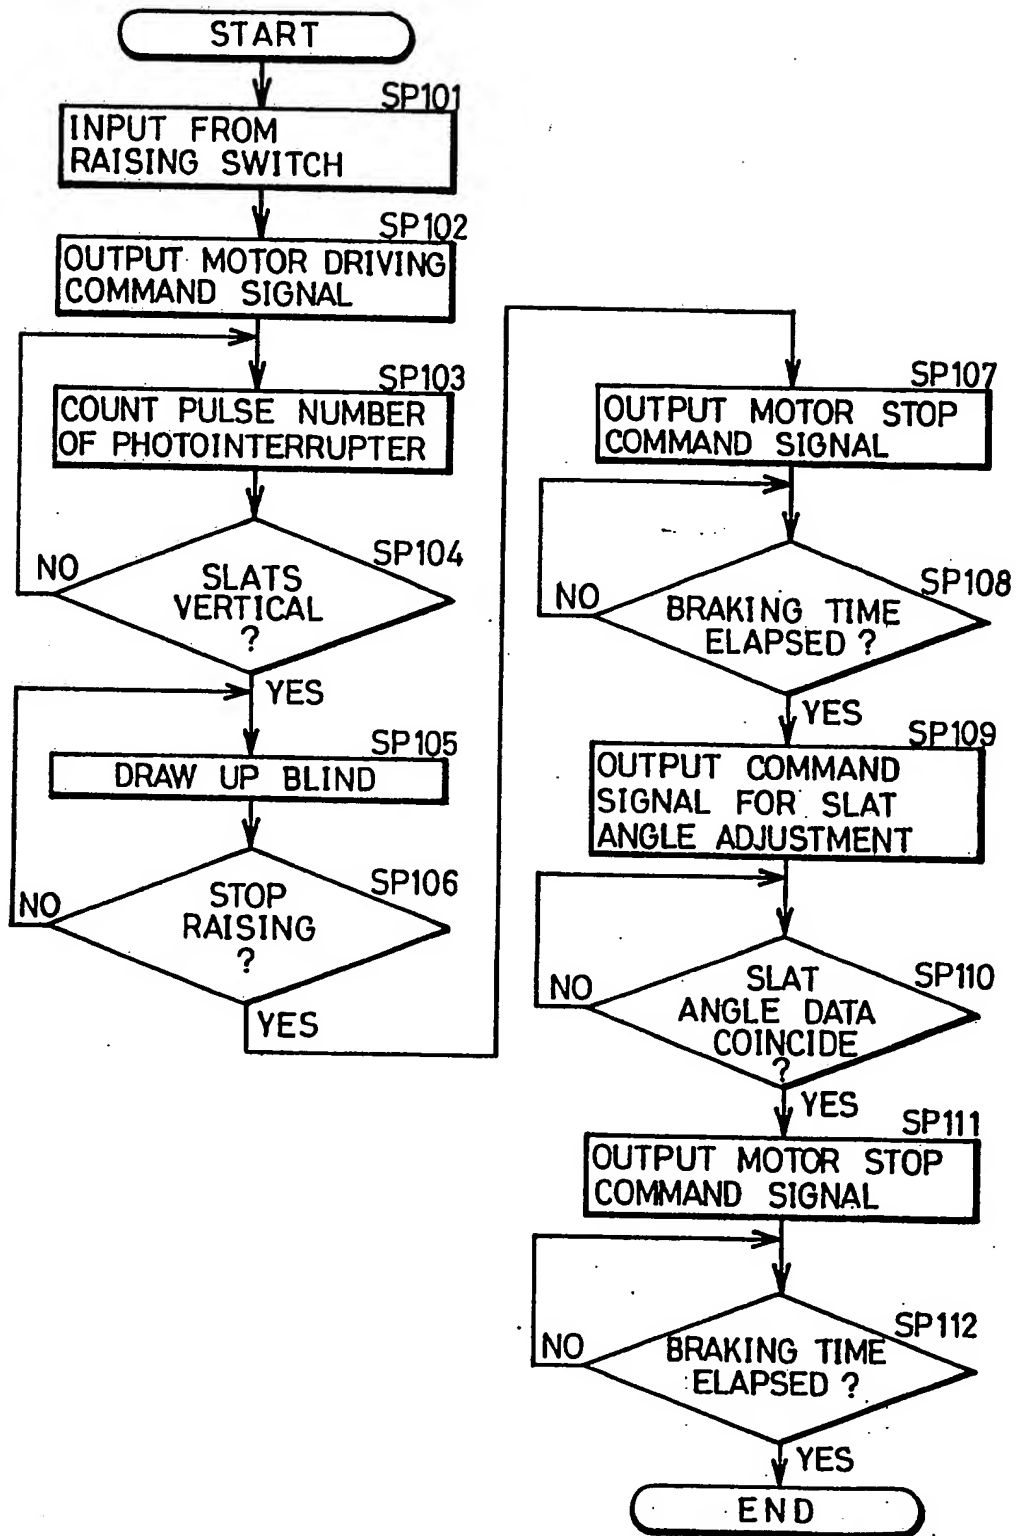 START
SP101
INPUT FROM
RAISING SWITCH
SP102
OUTPUT MOTOR DRIVING
COMMAND SIGNAL
SP103
COUNT PULSE NUMBER
OF PHOTOINTERRUPTER
SP104
NO
SLATS
VERTICAL
?
YES
SP105
DRAW UP BLIND
SP106
NO
STOP
RAISING
?
YES
SP107
OUTPUT MOTOR STOP
COMMAND SIGNAL
SP108
NO
BRAKING TIME
ELAPSED ?
YES
SP109
OUTPUT COMMAND
SIGNAL FOR SLAT
ANGLE ADJUSTMENT
SP110
NO
SLAT
ANGLE DATA
COINCIDE
?
YES
SP111
OUTPUT MOTOR STOP
COMMAND SIGNAL
SP112
NO
BRAKING TIME
ELAPSED ?
YES
END